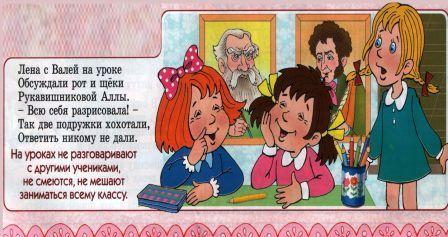 Лена с Валей на уроке
Обсуждали рот и щёки
Рукавишниковой Аллы.
– Всю себя разрисовала! –
Так две подружки хохотали,
Ответить никому не дали.
На уроках не разговаривают
с другими учениками,
не смеются, не мешают
заниматься всему классу.